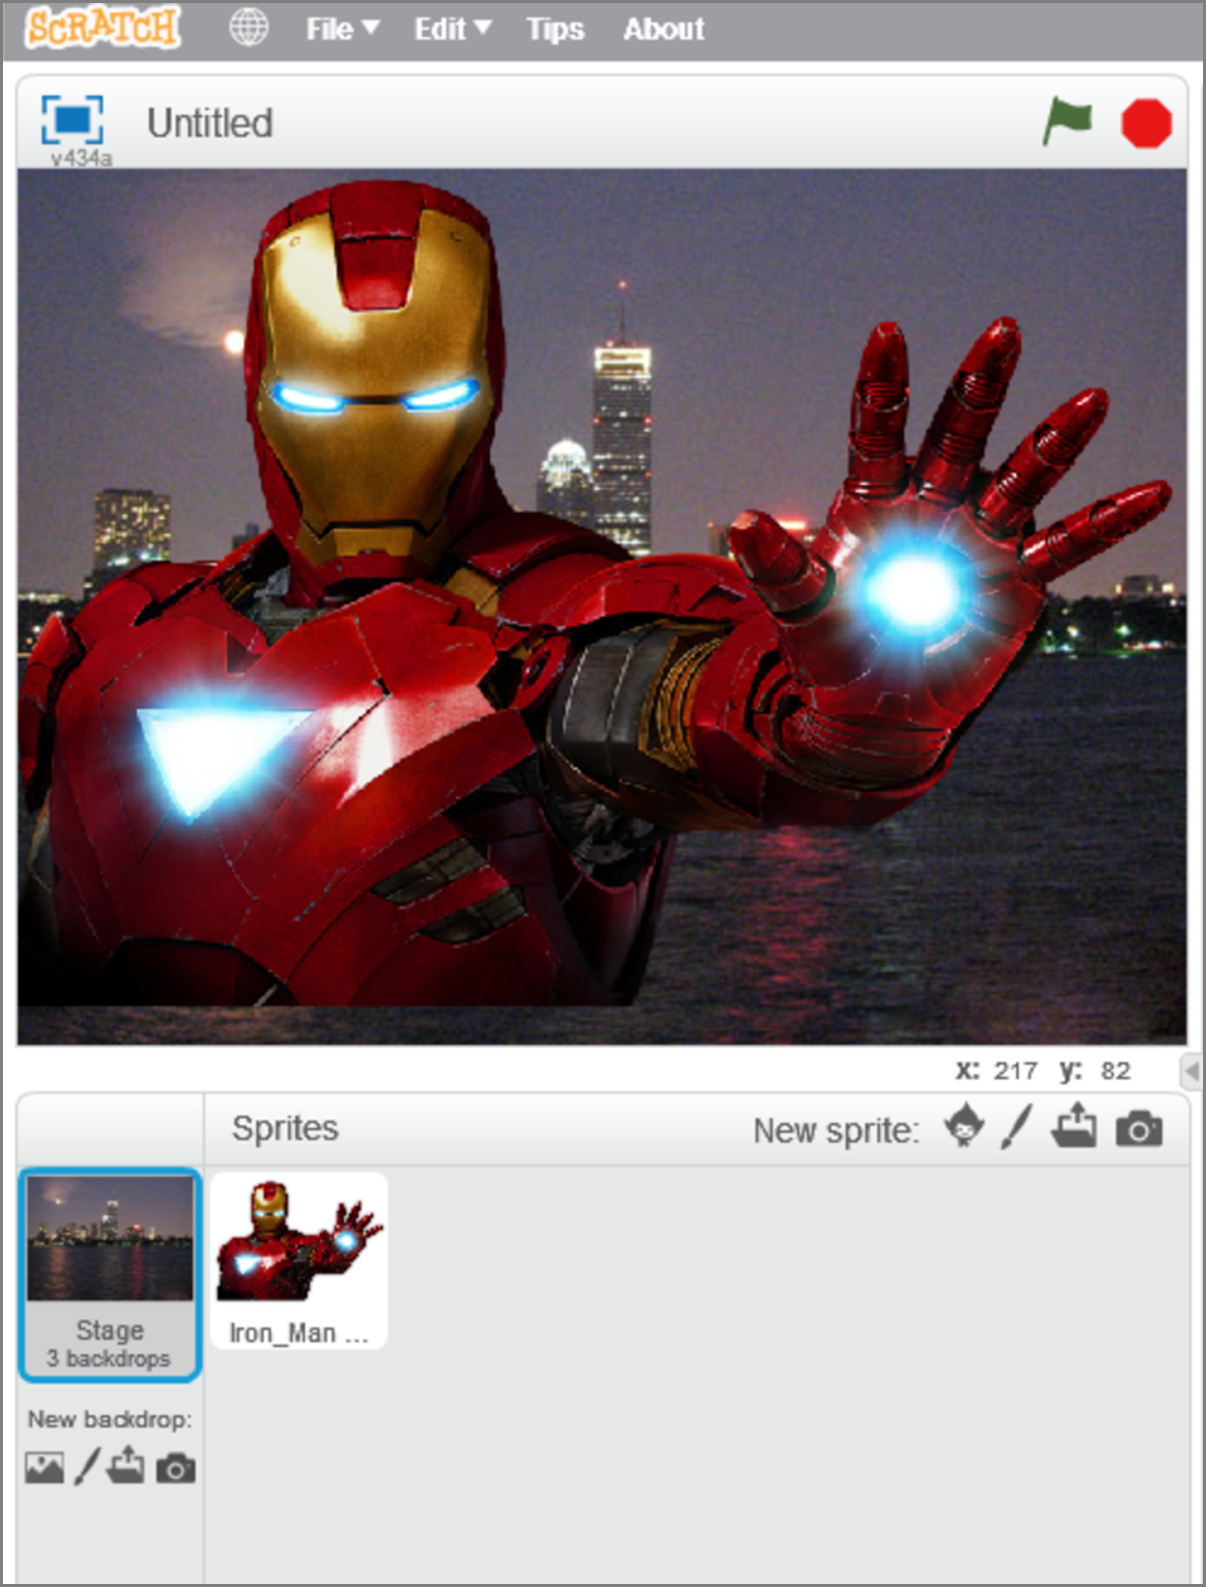 SCRATCH File Edit Tips About
Untitled
v434a
x: 217 y: 82
Sprites New sprite:
Stage
3 backdrops
Iron_Man ...
New backdrop: